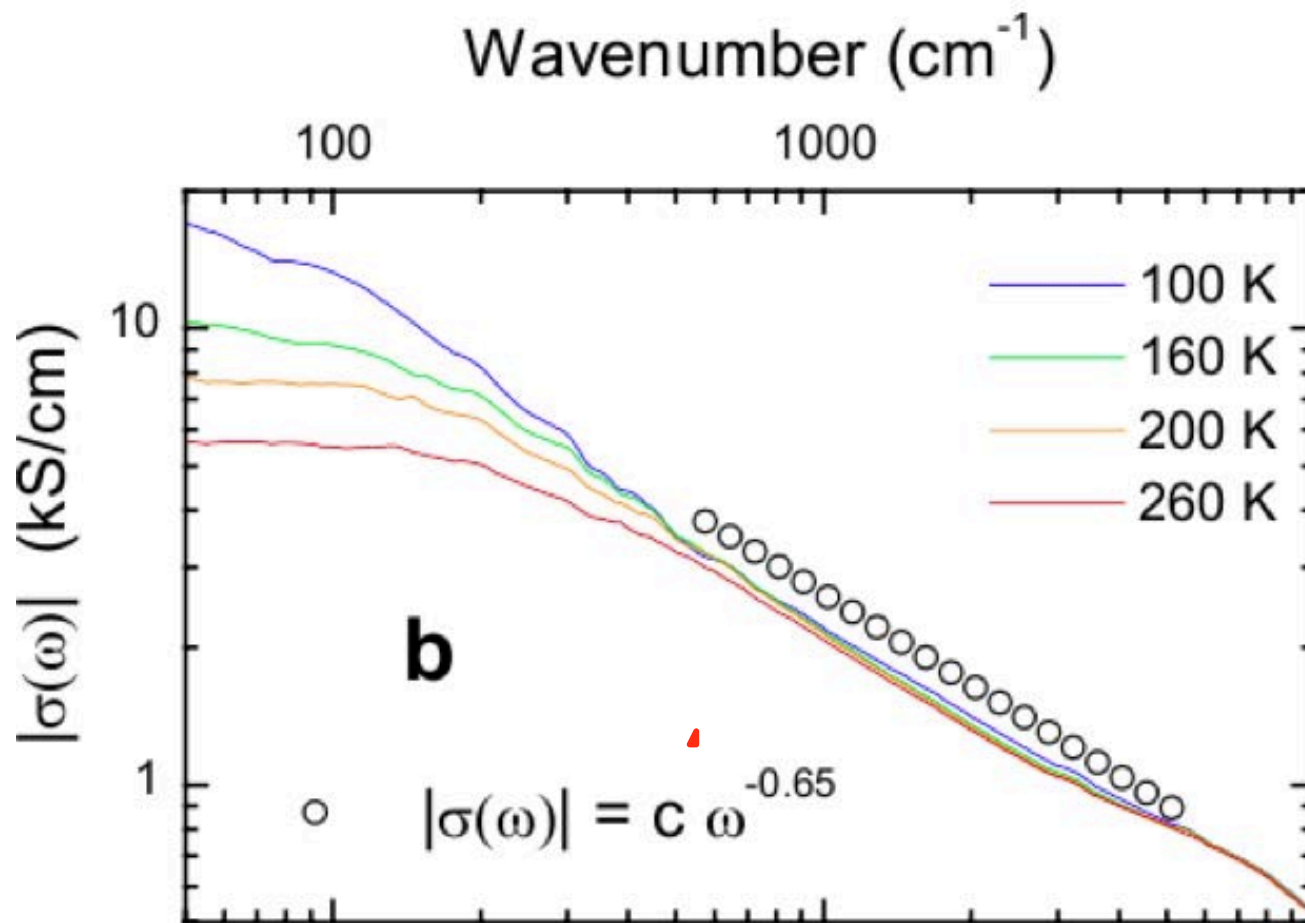 Wavenumber (cm⁻¹)
100 1000
10
1
|σ(ω)| (kS/cm)
100 K
160 K
200 K
260 K
b
|σ(ω)| = c ω⁻⁰·⁶⁵